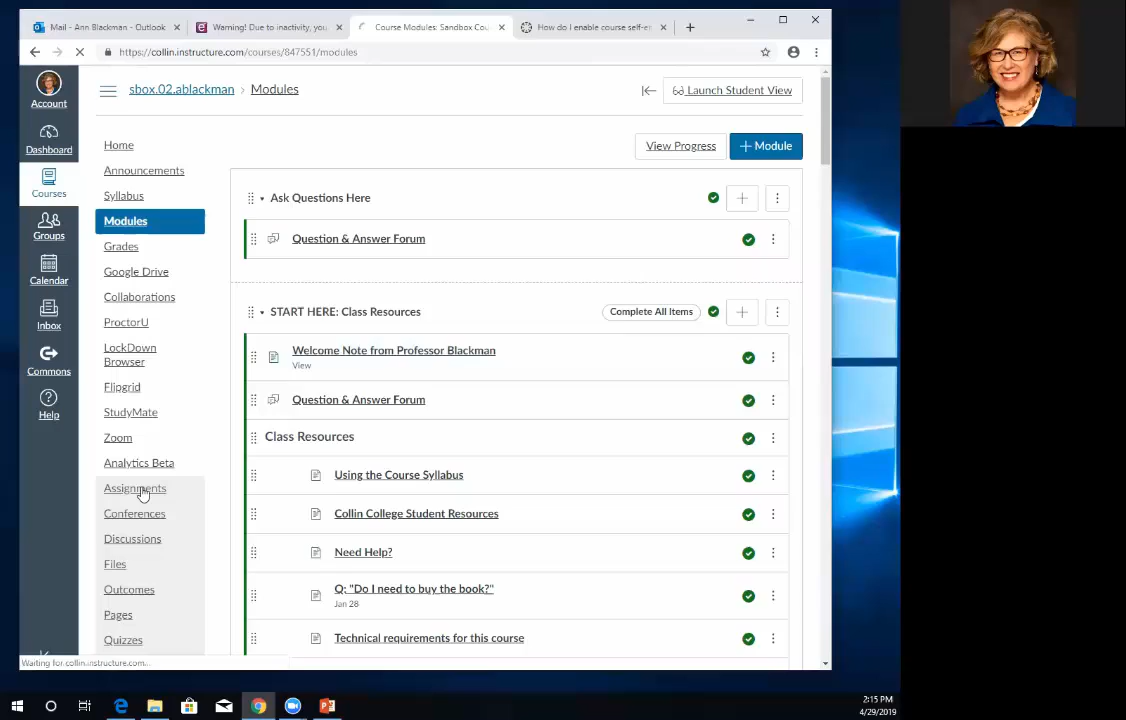 Mail - Ann Blackman - Outlook
Warning! Due to inactivity, you
Course Modules: Sandbox Cou
How do I enable course self-e
https://collin.instructure.com/courses/847551/modules
sbox.02.ablackman > Modules
Launch Student View
Account
Dashboard
Courses
Groups
Calendar
Inbox
Commons
Help
Home
Announcements
Syllabus
Modules
Grades
Google Drive
Collaborations
ProctorU
LockDown
Browser
Flipgrid
StudyMate
Zoom
Analytics Beta
Assignments
Conferences
Discussions
Files
Outcomes
Pages
Quizzes
View Progress
+ Module
Ask Questions Here
Question & Answer Forum
START HERE: Class Resources
Complete All Items
Welcome Note from Professor Blackman
View
Question & Answer Forum
Class Resources
Using the Course Syllabus
Collin College Student Resources
Need Help?
Q: "Do I need to buy the book?"
Jan 28
Technical requirements for this course
Waiting for collin.instructure.com...
2:15 PM
4/29/2019